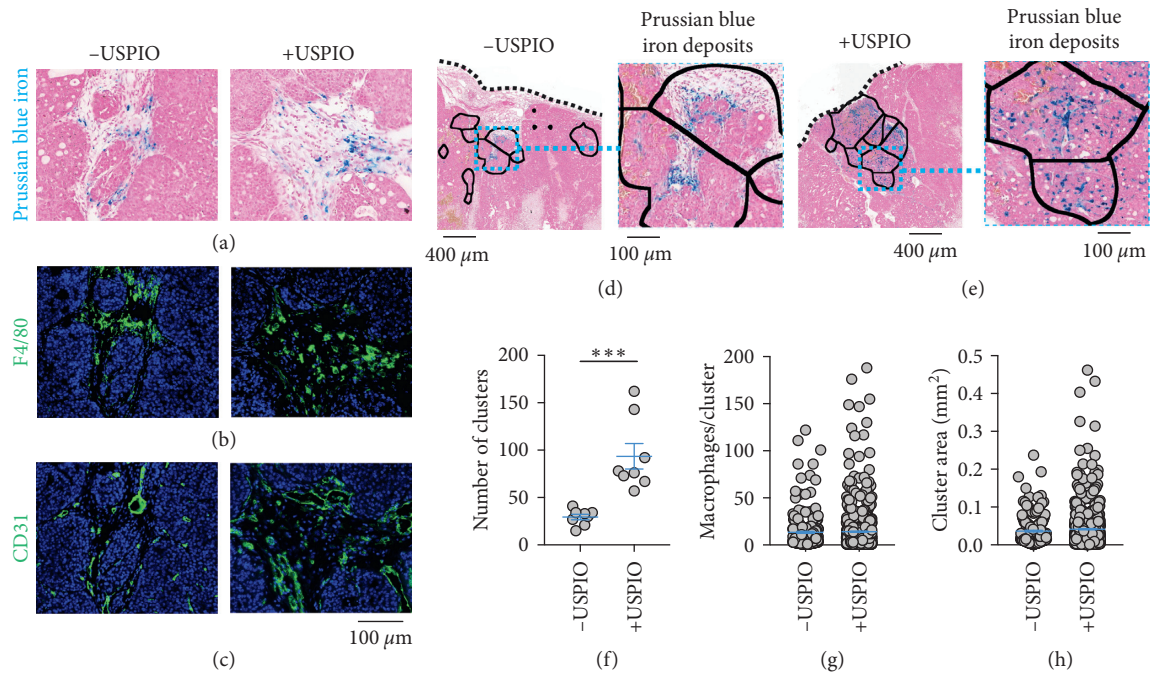 –USPIO
+USPIO
Prussian blue iron
(a)
F4/80
(b)
CD31
100 µm
(c)
–USPIO
Prussian blue
iron deposits
400 µm
100 µm
(d)
+USPIO
Prussian blue
iron deposits
400 µm
100 µm
(e)
Number of clusters
200
150
100
50
0
***
–USPIO
+USPIO
(f)
Macrophages/cluster
200
150
100
50
0
–USPIO
+USPIO
(g)
Cluster area (mm²)
0.5
0.4
0.3
0.2
0.1
0.0
–USPIO
+USPIO
(h)